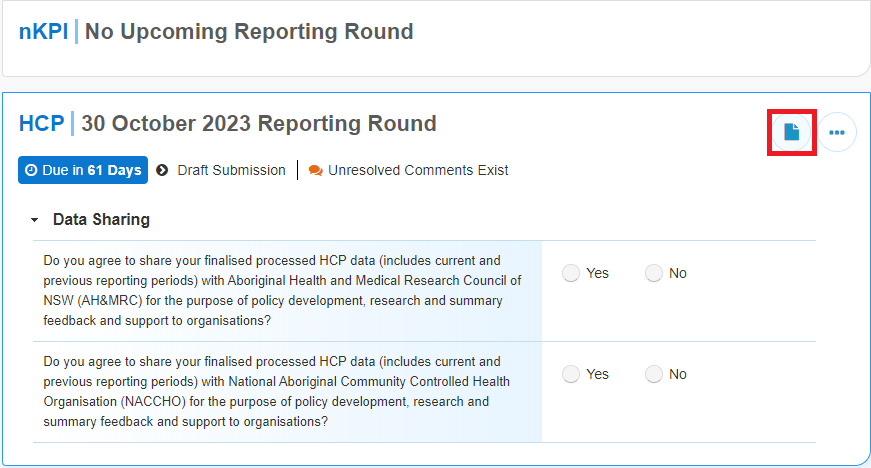 nKPI | No Upcoming Reporting Round
HCP | 30 October 2023 Reporting Round
Due in 61 Days Draft Submission | Unresolved Comments Exist
Data Sharing
Do you agree to share your finalised processed HCP data (includes current and
previous reporting periods) with Aboriginal Health and Medical Research Council of
NSW (AH&MRC) for the purpose of policy development, research and summary
feedback and support to organisations?
Yes No
Do you agree to share your finalised processed HCP data (includes current and
previous reporting periods) with National Aboriginal Community Controlled Health
Organisation (NACCHO) for the purpose of policy development, research and
summary feedback and support to organisations?
Yes No